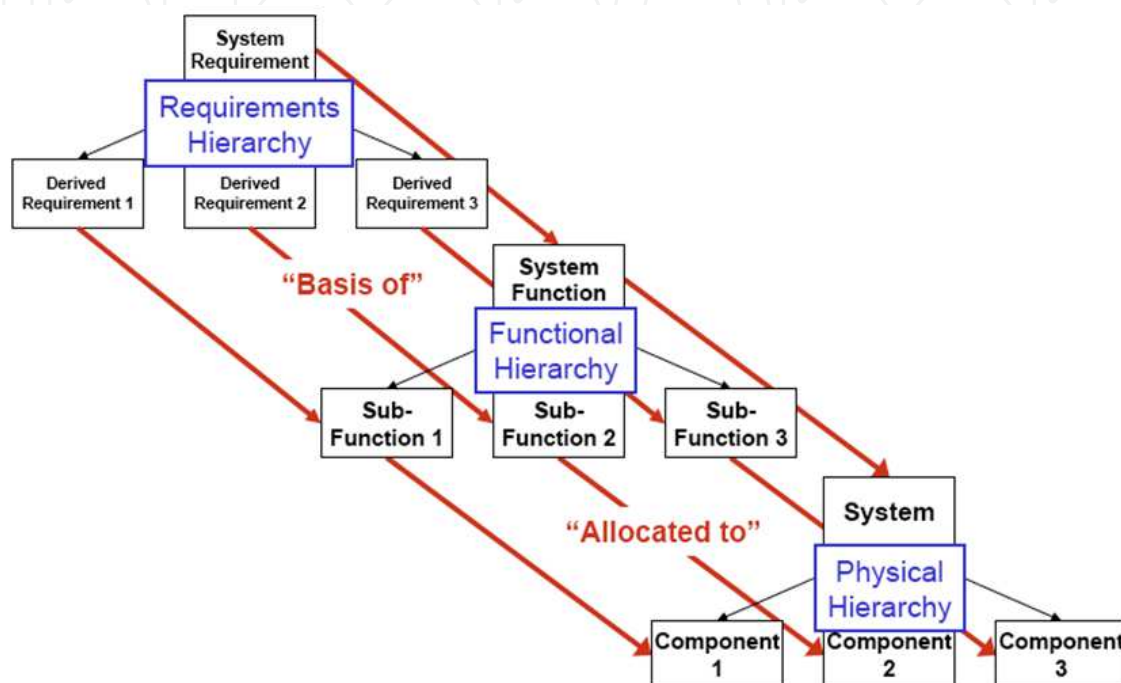 System
Requirement
Requirements
Hierarchy
Derived
Requirement 1
Derived
Requirement 2
Derived
Requirement 3
“Basis of”
System
Function
Functional
Hierarchy
Sub-
Function 1
Sub-
Function 2
Sub-
Function 3
“Allocated to”
System
Physical
Hierarchy
Component
1
Component
2
Component
3